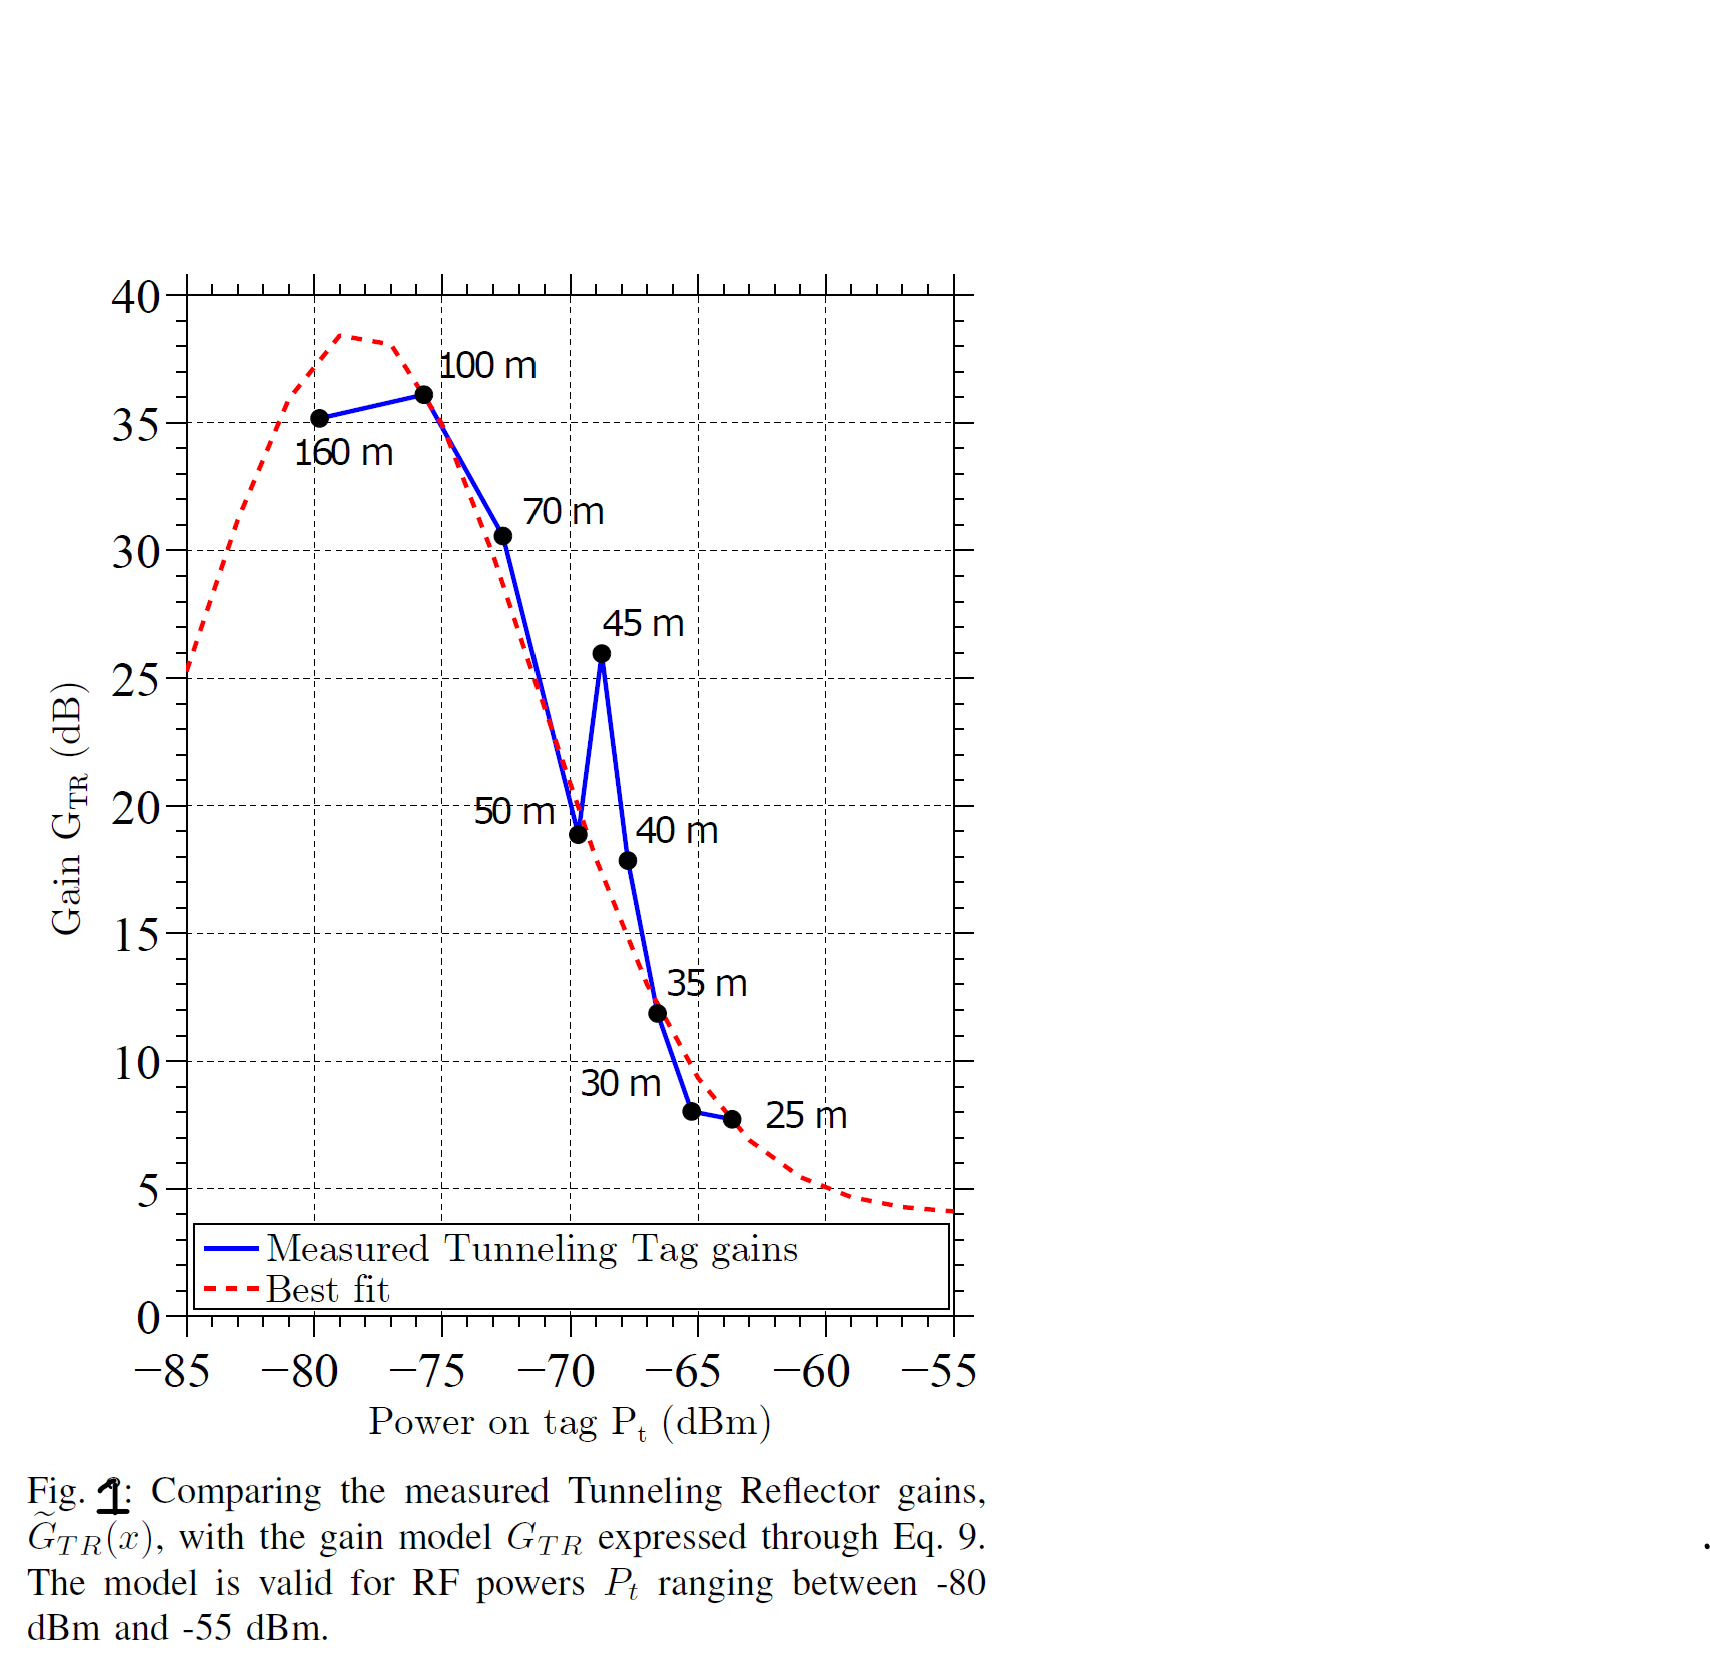 40
35
30
25
20
15
10
5
0
Gain G_TR (dB)
100 m
160 m
70 m
45 m
50 m
40 m
35 m
30 m
25 m
Measured Tunneling Tag gains
Best fit
−85 −80 −75 −70 −65 −60 −55
Power on tag P_t (dBm)
Fig. 1: Comparing the measured Tunneling Reflector gains,
G̃_TR(x), with the gain model G_TR expressed through Eq. 9.
The model is valid for RF powers P_t ranging between -80
dBm and -55 dBm.
.